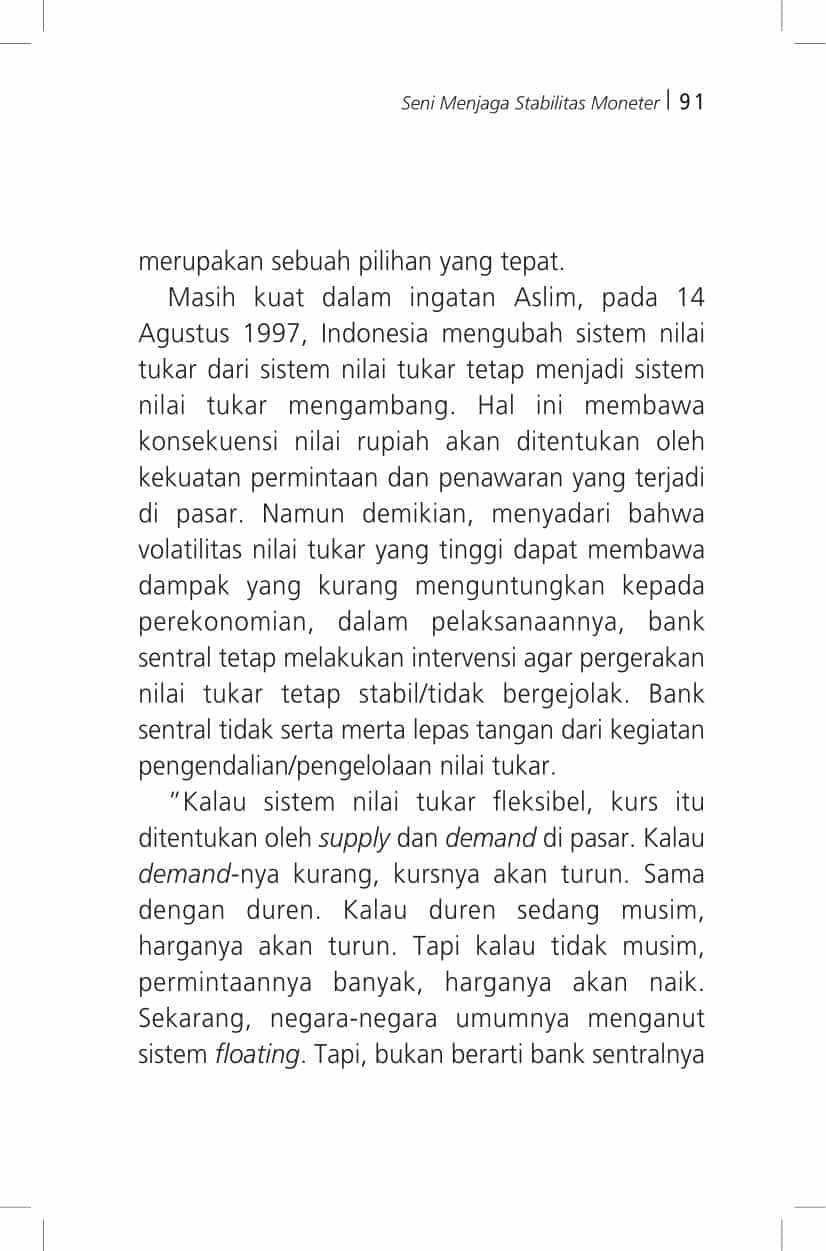 Seni Menjaga Stabilitas Moneter | 91
merupakan sebuah pilihan yang tepat.
Masih kuat dalam ingatan Aslim, pada 14
Agustus 1997, Indonesia mengubah sistem nilai
tukar dari sistem nilai tukar tetap menjadi sistem
nilai tukar mengambang. Hal ini membawa
konsekuensi nilai rupiah akan ditentukan oleh
kekuatan permintaan dan penawaran yang terjadi
di pasar. Namun demikian, menyadari bahwa
volatilitas nilai tukar yang tinggi dapat membawa
dampak yang kurang menguntungkan kepada
perekonomian, dalam pelaksanaannya, bank
sentral tetap melakukan intervensi agar pergerakan
nilai tukar tetap stabil/tidak bergejolak. Bank
sentral tidak serta merta lepas tangan dari kegiatan
pengendalian/pengelolaan nilai tukar.
“Kalau sistem nilai tukar fleksibel, kurs itu
ditentukan oleh supply dan demand di pasar. Kalau
demand-nya kurang, kursnya akan turun. Sama
dengan duren. Kalau duren sedang musim,
harganya akan turun. Tapi kalau tidak musim,
permintaannya banyak, harganya akan naik.
Sekarang, negara-negara umumnya menganut
sistem floating. Tapi, bukan berarti bank sentralnya